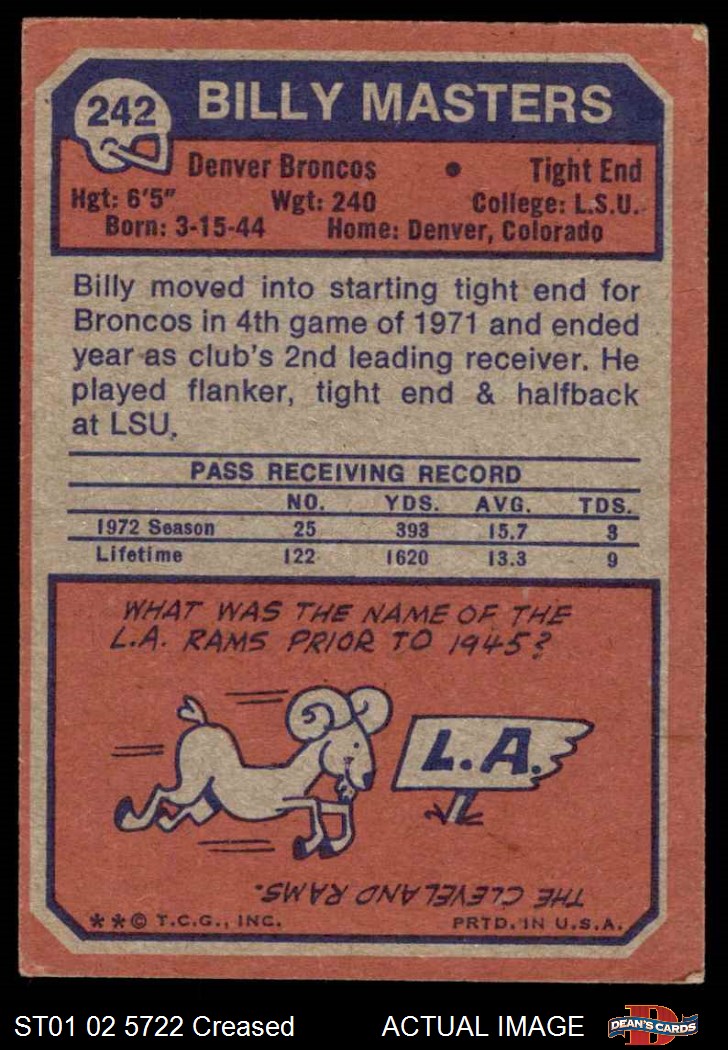 242
BILLY MASTERS
Denver Broncos • Tight End
Hgt: 6'5" Wgt: 240 College: L.S.U.
Born: 3-15-44 Home: Denver, Colorado
Billy moved into starting tight end for
Broncos in 4th game of 1971 and ended
year as club's 2nd leading receiver. He
played flanker, tight end & halfback
at LSU.
PASS RECEIVING RECORD
NO. YDS. AVG. TDS.
1972 Season 25 393 15.7 3
Lifetime 122 1620 13.3 9
WHAT WAS THE NAME OF THE
L.A. RAMS PRIOR TO 1945?
L.A.
THE CLEVELAND RAMS.
**© T.C.G., INC. PRTD. IN U.S.A.
ST01 02 5722 Creased ACTUAL IMAGE
D
DEAN'S CARDS